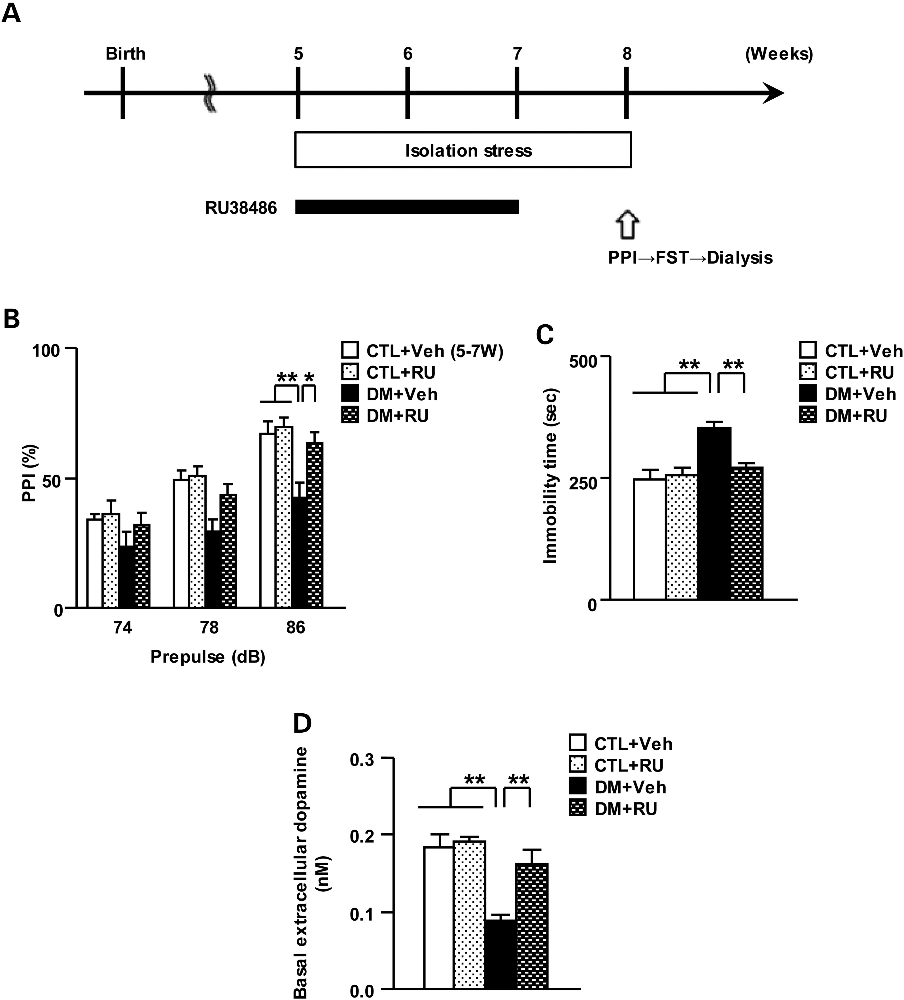 A
Birth 5 6 7 8 (Weeks)
Isolation stress
RU38486
PPI→FST→Dialysis
B
100
50
0
PPI (%)
** *
CTL+Veh (5-7W)
CTL+RU
DM+Veh
DM+RU
74 78 86
Prepulse (dB)
C
500
250
0
Immobility time (sec)
** **
CTL+Veh
CTL+RU
DM+Veh
DM+RU
D
0.3
0.2
0.1
0.0
Basal extracellular dopamine
(nM)
** **
CTL+Veh
CTL+RU
DM+Veh
DM+RU